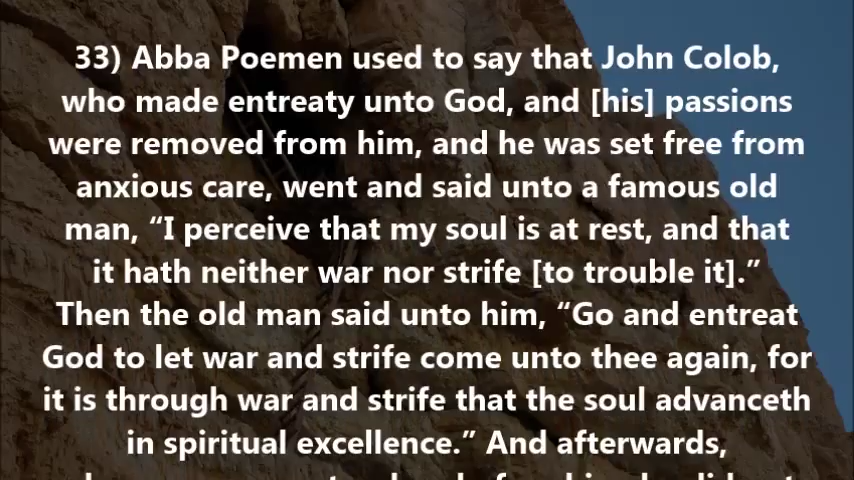 33) Abba Poemen used to say that John Colob,
who made entreaty unto God, and [his] passions
were removed from him, and he was set free from
anxious care, went and said unto a famous old
man, “I perceive that my soul is at rest, and that
it hath neither war nor strife [to trouble it].”
Then the old man said unto him, “Go and entreat
God to let war and strife come unto thee again, for
it is through war and strife that the soul advanceth
in spiritual excellence.” And afterwards,